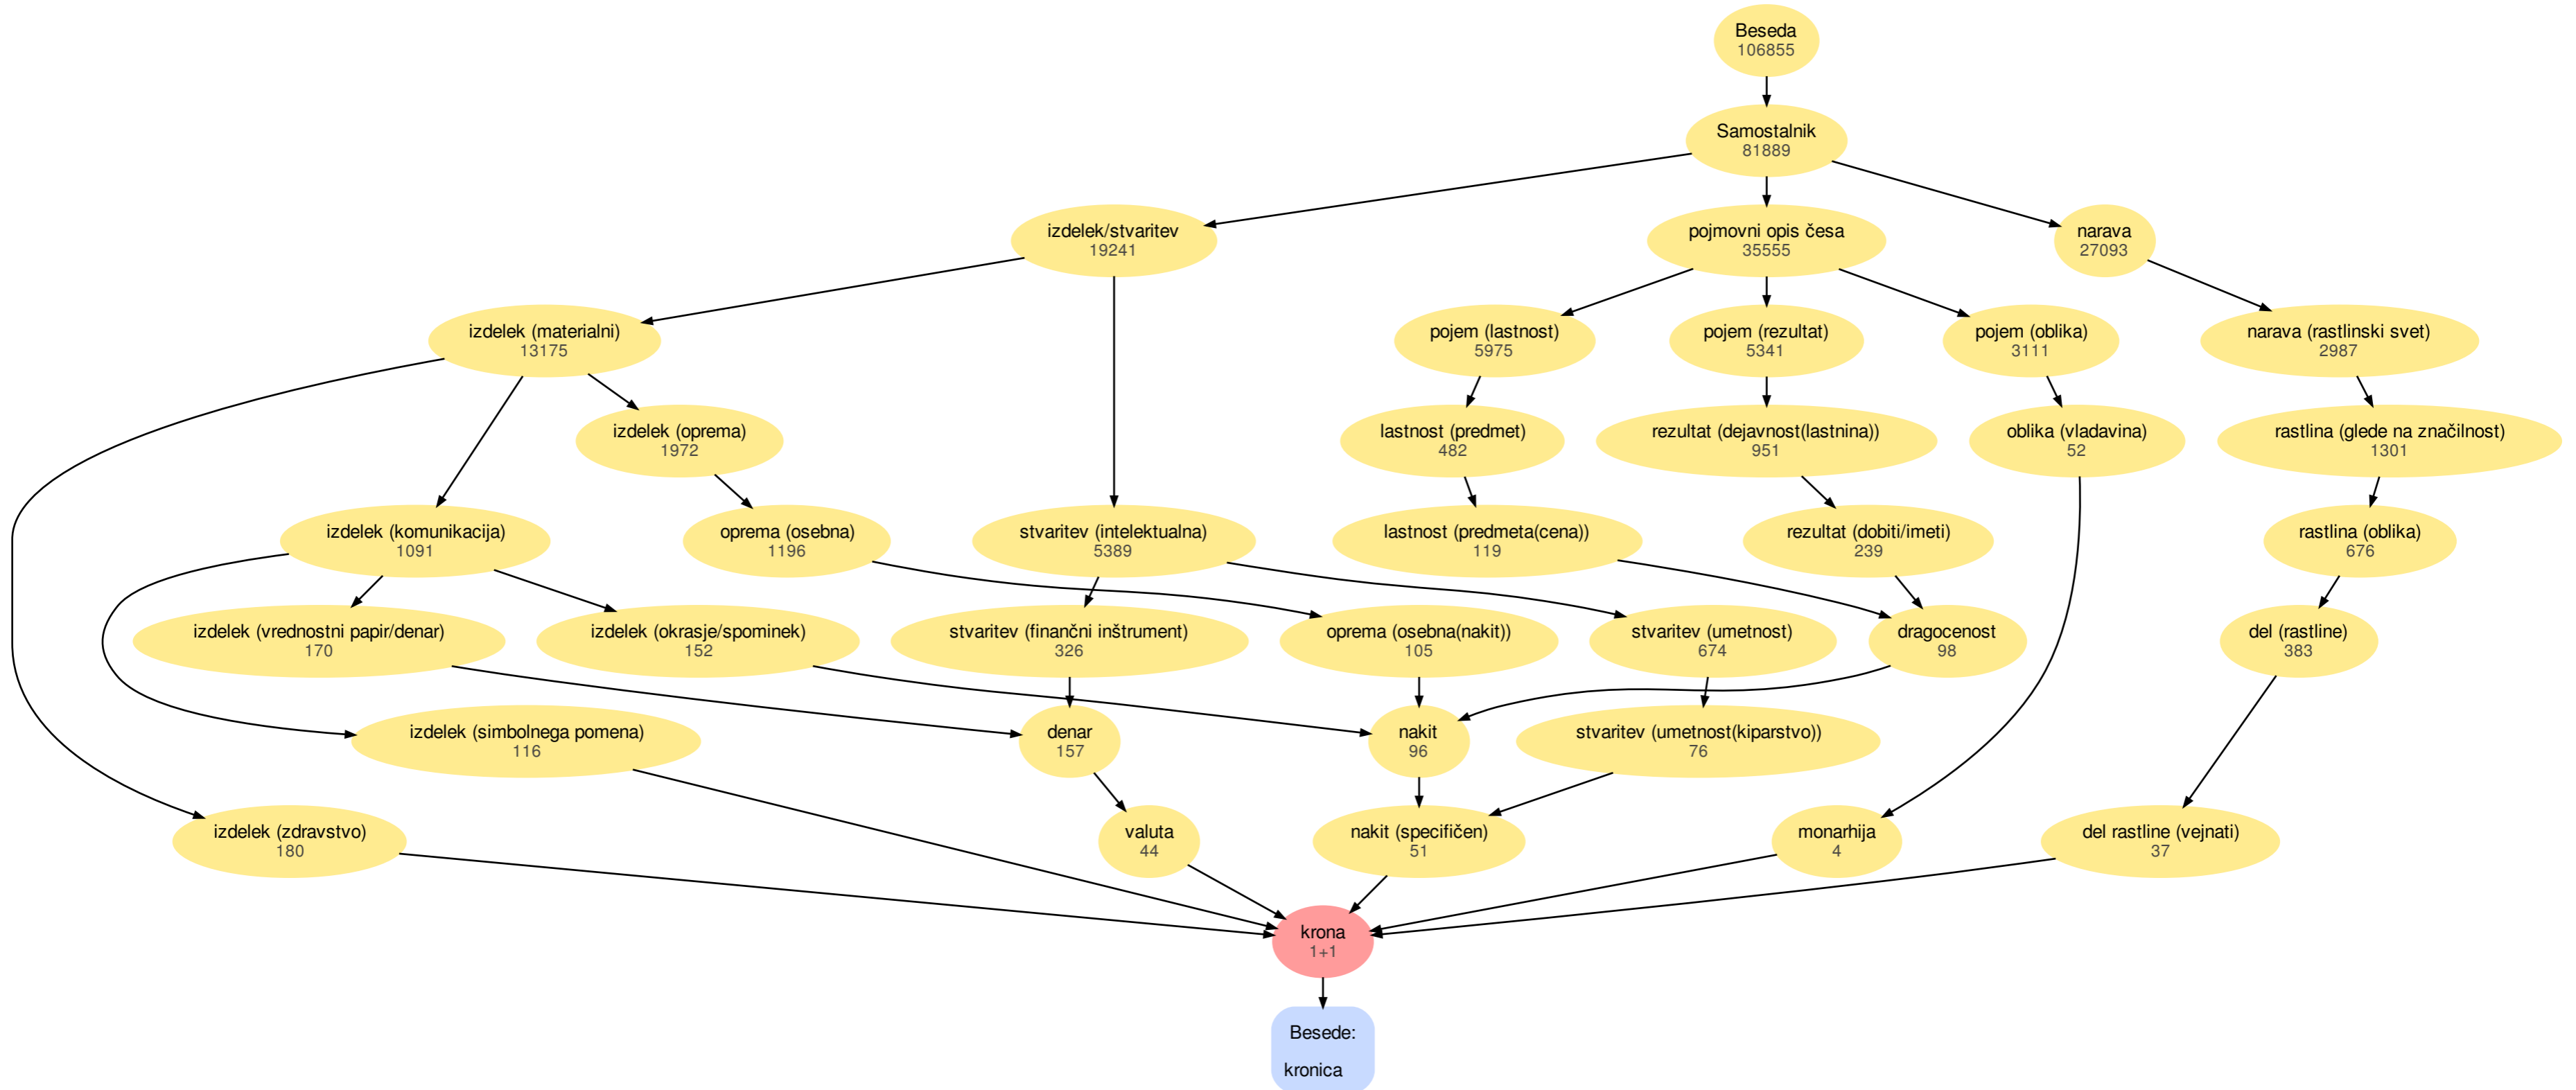 Beseda
106855
Samostalnik
81889
izdelek/stvaritev
19241
pojmovni opis česa
35555
narava
27093
izdelek (materialni)
13175
pojem (lastnost)
5975
pojem (rezultat)
5341
pojem (oblika)
3111
narava (rastlinski svet)
2987
izdelek (oprema)
1972
lastnost (predmet)
482
rezultat (dejavnost(lastnina))
951
oblika (vladavina)
52
rastlina (glede na značilnost)
1301
izdelek (komunikacija)
1091
oprema (osebna)
1196
stvaritev (intelektualna)
5389
lastnost (predmeta(cena))
119
rezultat (dobiti/imeti)
239
rastlina (oblika)
676
izdelek (vrednostni papir/denar)
170
izdelek (okrasje/spominek)
152
stvaritev (finančni inštrument)
326
oprema (osebna(nakit))
105
stvaritev (umetnost)
674
dragocenost
98
del (rastline)
383
izdelek (simbolnega pomena)
116
denar
157
nakit
96
stvaritev (umetnost(kiparstvo))
76
izdelek (zdravstvo)
180
valuta
44
nakit (specifičen)
51
monarhija
4
del rastline (vejnati)
37
krona
1+1
Besede:
kronica